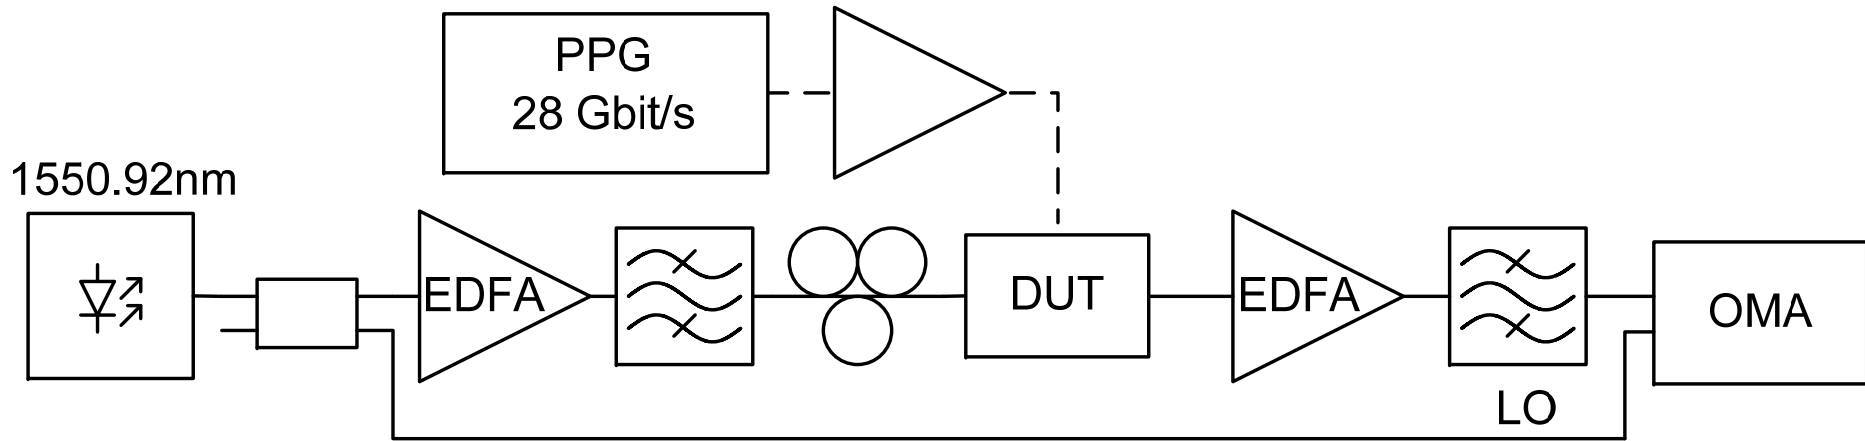 PPG
28 Gbit/s
1550.92nm
EDFA
DUT
EDFA
OMA
LO